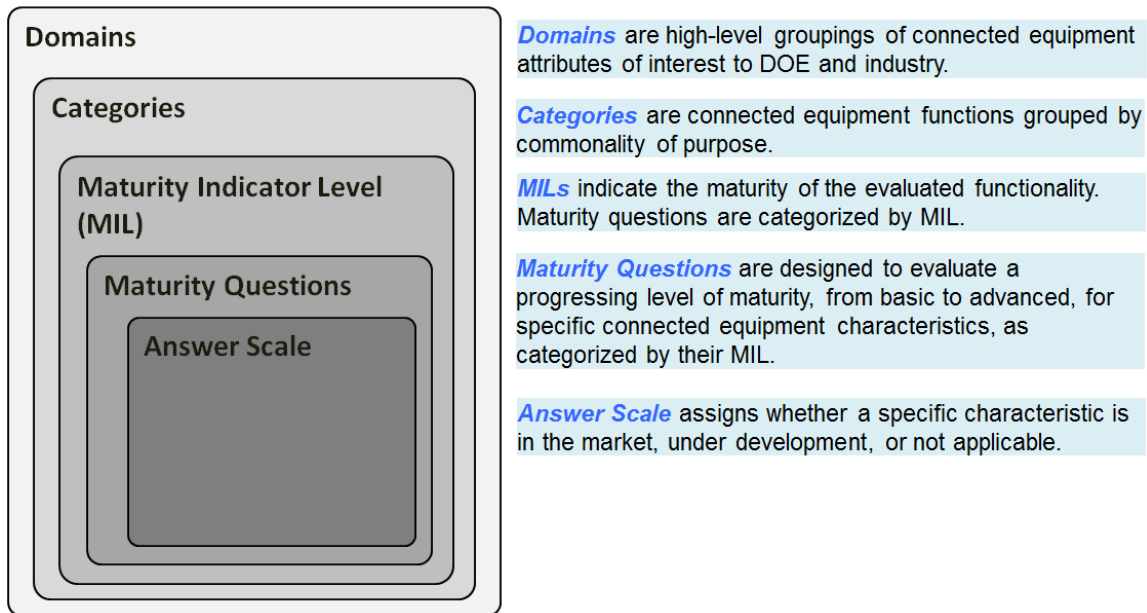 Domains
Categories
Maturity Indicator Level
(MIL)
Maturity Questions
Answer Scale
Domains are high-level groupings of connected equipment
attributes of interest to DOE and industry.
Categories are connected equipment functions grouped by
commonality of purpose.
MILs indicate the maturity of the evaluated functionality.
Maturity questions are categorized by MIL.
Maturity Questions are designed to evaluate a
progressing level of maturity, from basic to advanced, for
specific connected equipment characteristics, as
categorized by their MIL.
Answer Scale assigns whether a specific characteristic is
in the market, under development, or not applicable.